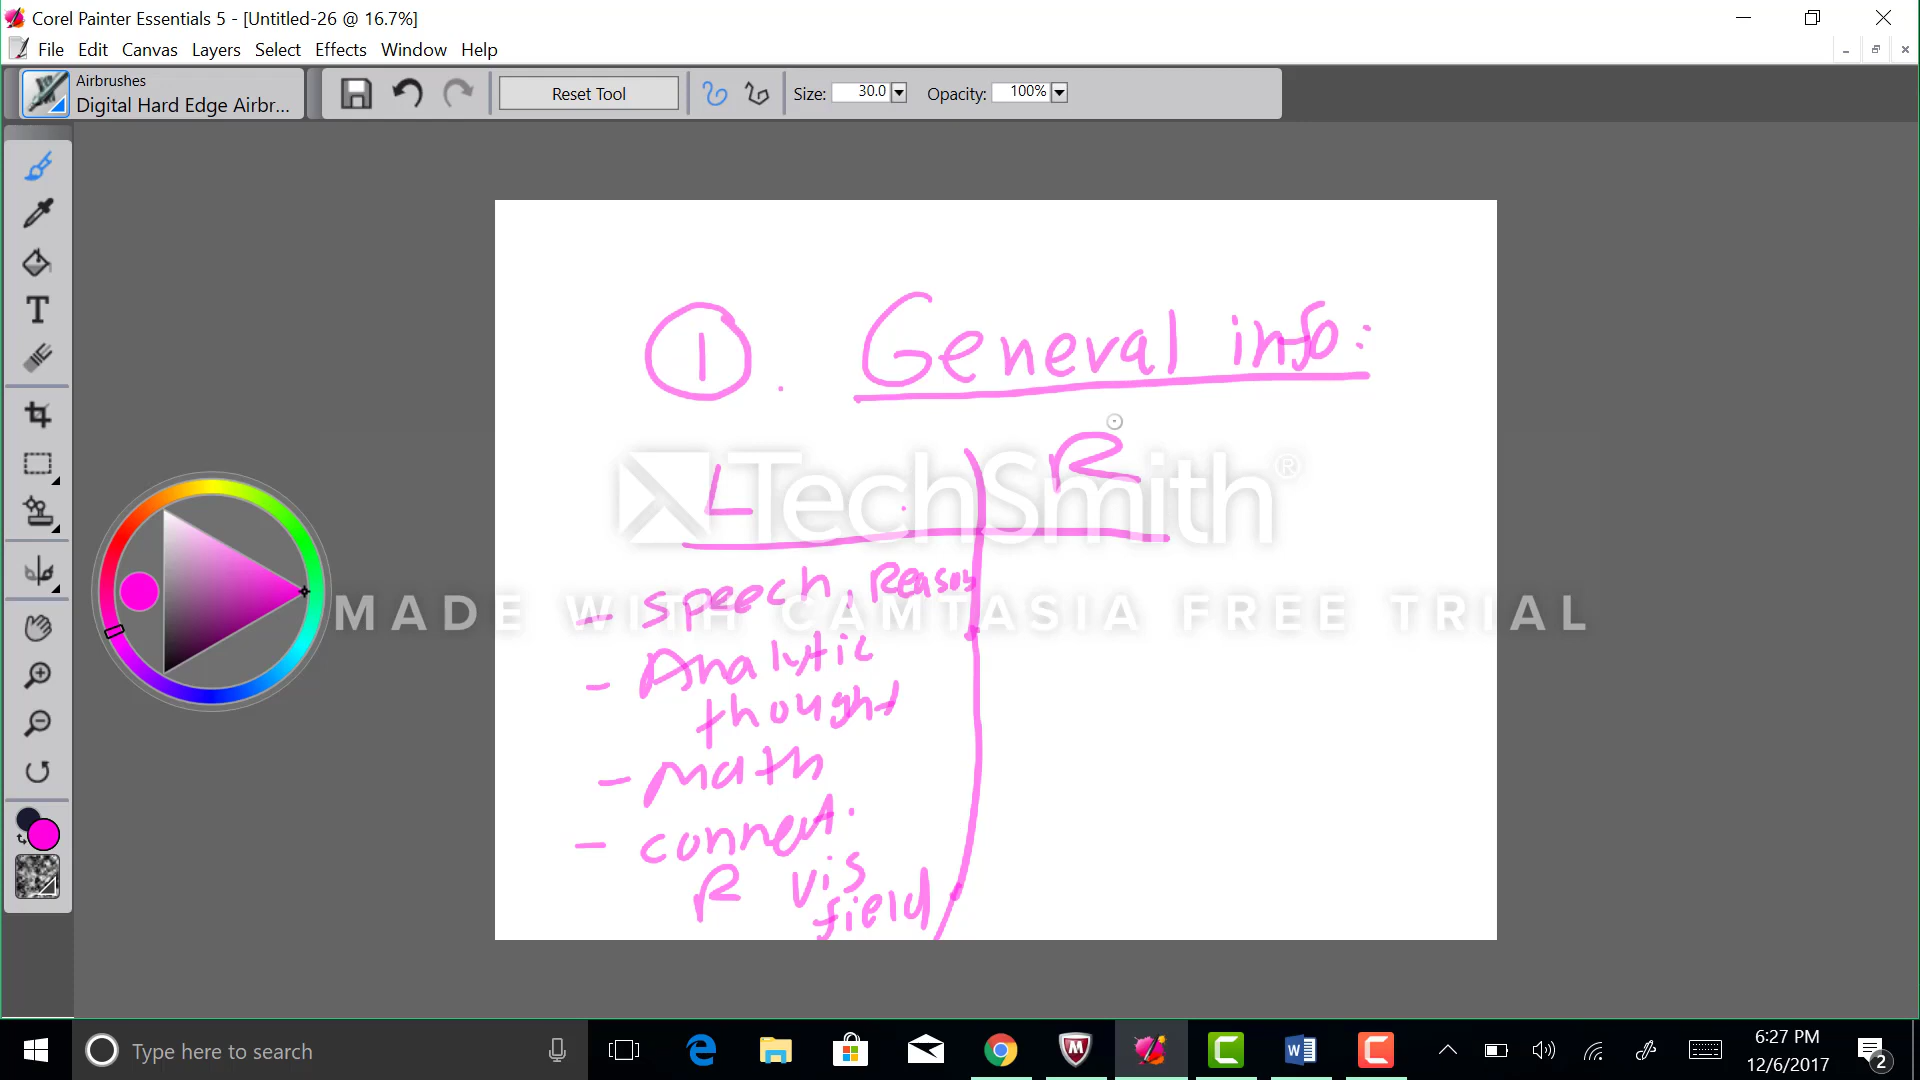 Corel Painter Essentials 5 - [Untitled-26 @ 16.7%]
File Edit Canvas Layers Select Effects Window Help
Airbrushes
Digital Hard Edge Airbr...
Reset Tool
Size: 30.0
Opacity: 100%
1. General info:
L R
TechSmith®
- speech, Reason
MADE WITH CAMTASIA FREE TRIAL
- Analytic
thought
- math
- connect.
R vis
field
Type here to search
6:27 PM
12/6/2017
2